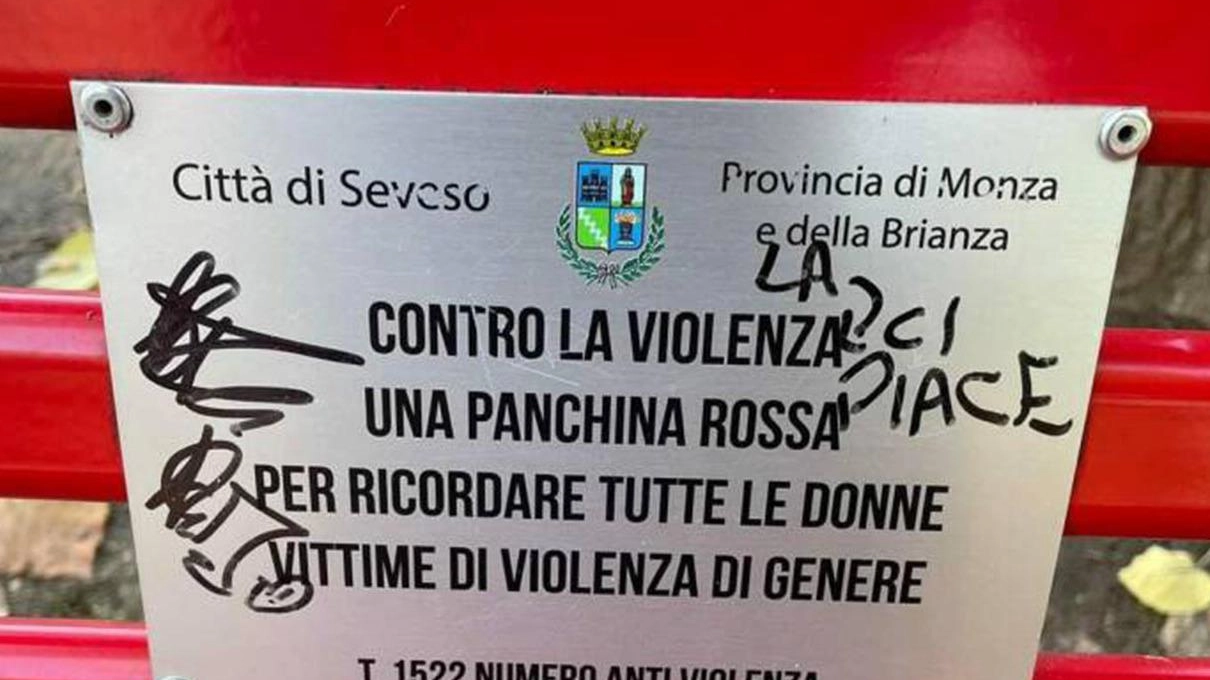 Città di Seveso
Provincia di Monza
e della Brianza
LA
CI
PIACE
CONTRO LA VIOLENZA
UNA PANCHINA ROSSA
PER RICORDARE TUTTE LE DONNE
VITTIME DI VIOLENZA DI GENERE
T. 1522 NUMERO ANTI VIOLENZA